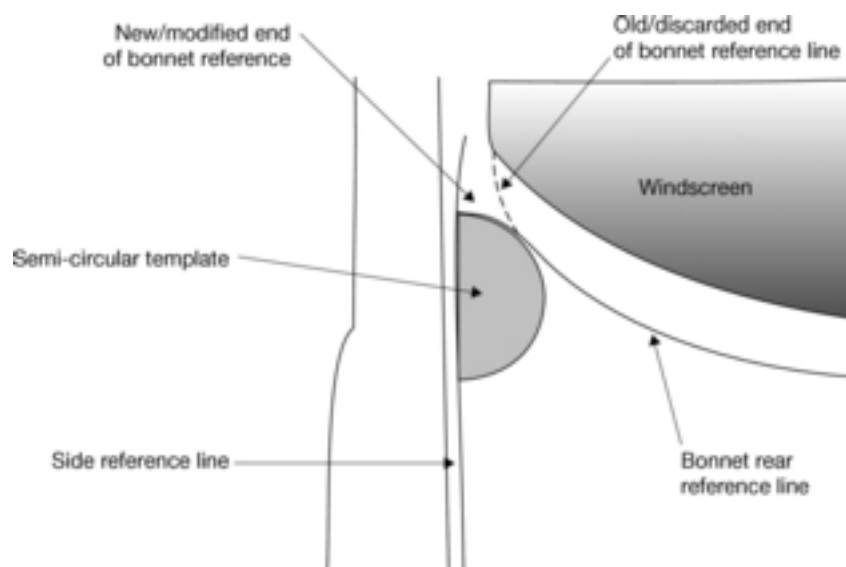 New/modified end
of bonnet reference
Old/discarded end
of bonnet reference line
Windscreen
Semi-circular template
Side reference line
Bonnet rear
reference line